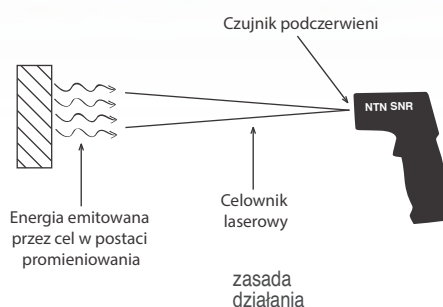 Czujnik podczerwieni
NTN SNR
Energia emitowana
przez cel w postaci
promieniowania
Celownik
laserowy
zasada
działania